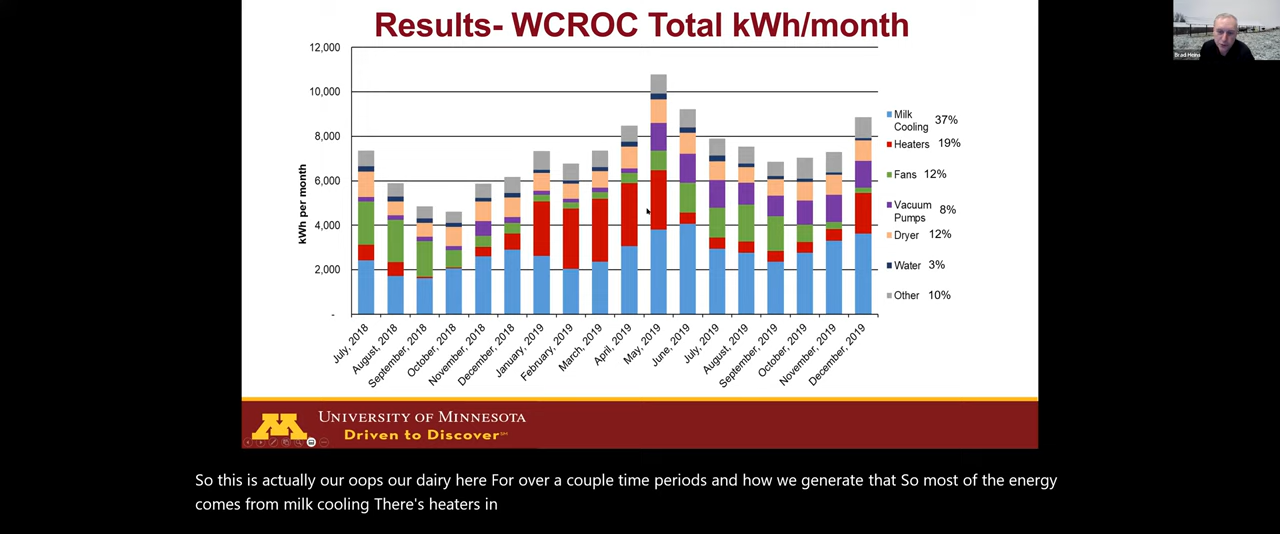 Results- WCROC Total kWh/month
12,000
10,000
8,000
6,000
4,000
2,000
-
kWh per month
July, 2018
August, 2018
September, 2018
October, 2018
November, 2018
December, 2018
January, 2019
February, 2019
March, 2019
April, 2019
May, 2019
June, 2019
July, 2019
August, 2019
September, 2019
October, 2019
November, 2019
December, 2019
Milk
Cooling 37%
Heaters 19%
Fans 12%
Vacuum
Pumps 8%
Dryer 12%
Water 3%
Other 10%
Brad Heins
M
UNIVERSITY OF MINNESOTA
Driven to Discover℠
So this is actually our oops our dairy here For over a couple time periods and how we generate that So most of the energy
comes from milk cooling There's heaters in